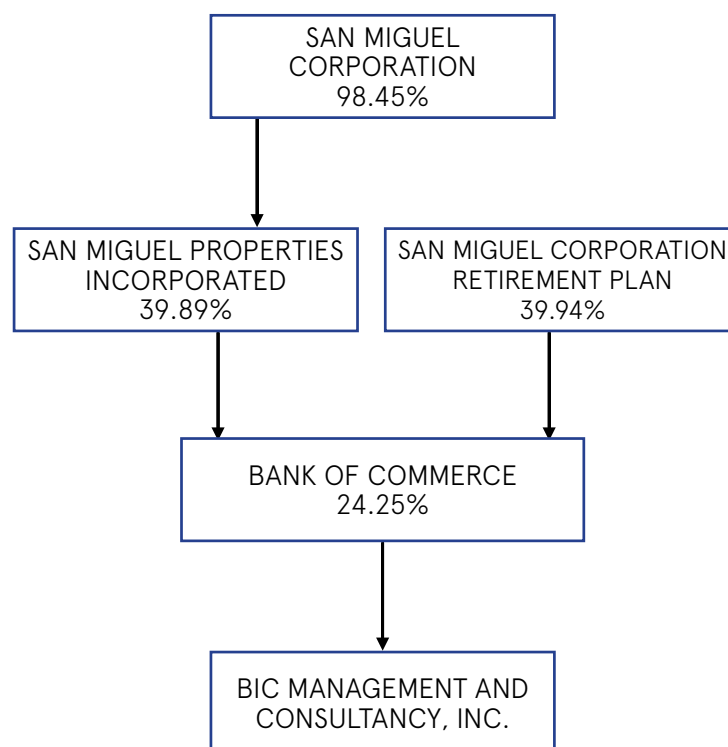 SAN MIGUEL
CORPORATION
98.45%
SAN MIGUEL PROPERTIES
INCORPORATED
39.89%
SAN MIGUEL CORPORATION
RETIREMENT PLAN
39.94%
BANK OF COMMERCE
24.25%
BIC MANAGEMENT AND
CONSULTANCY, INC.